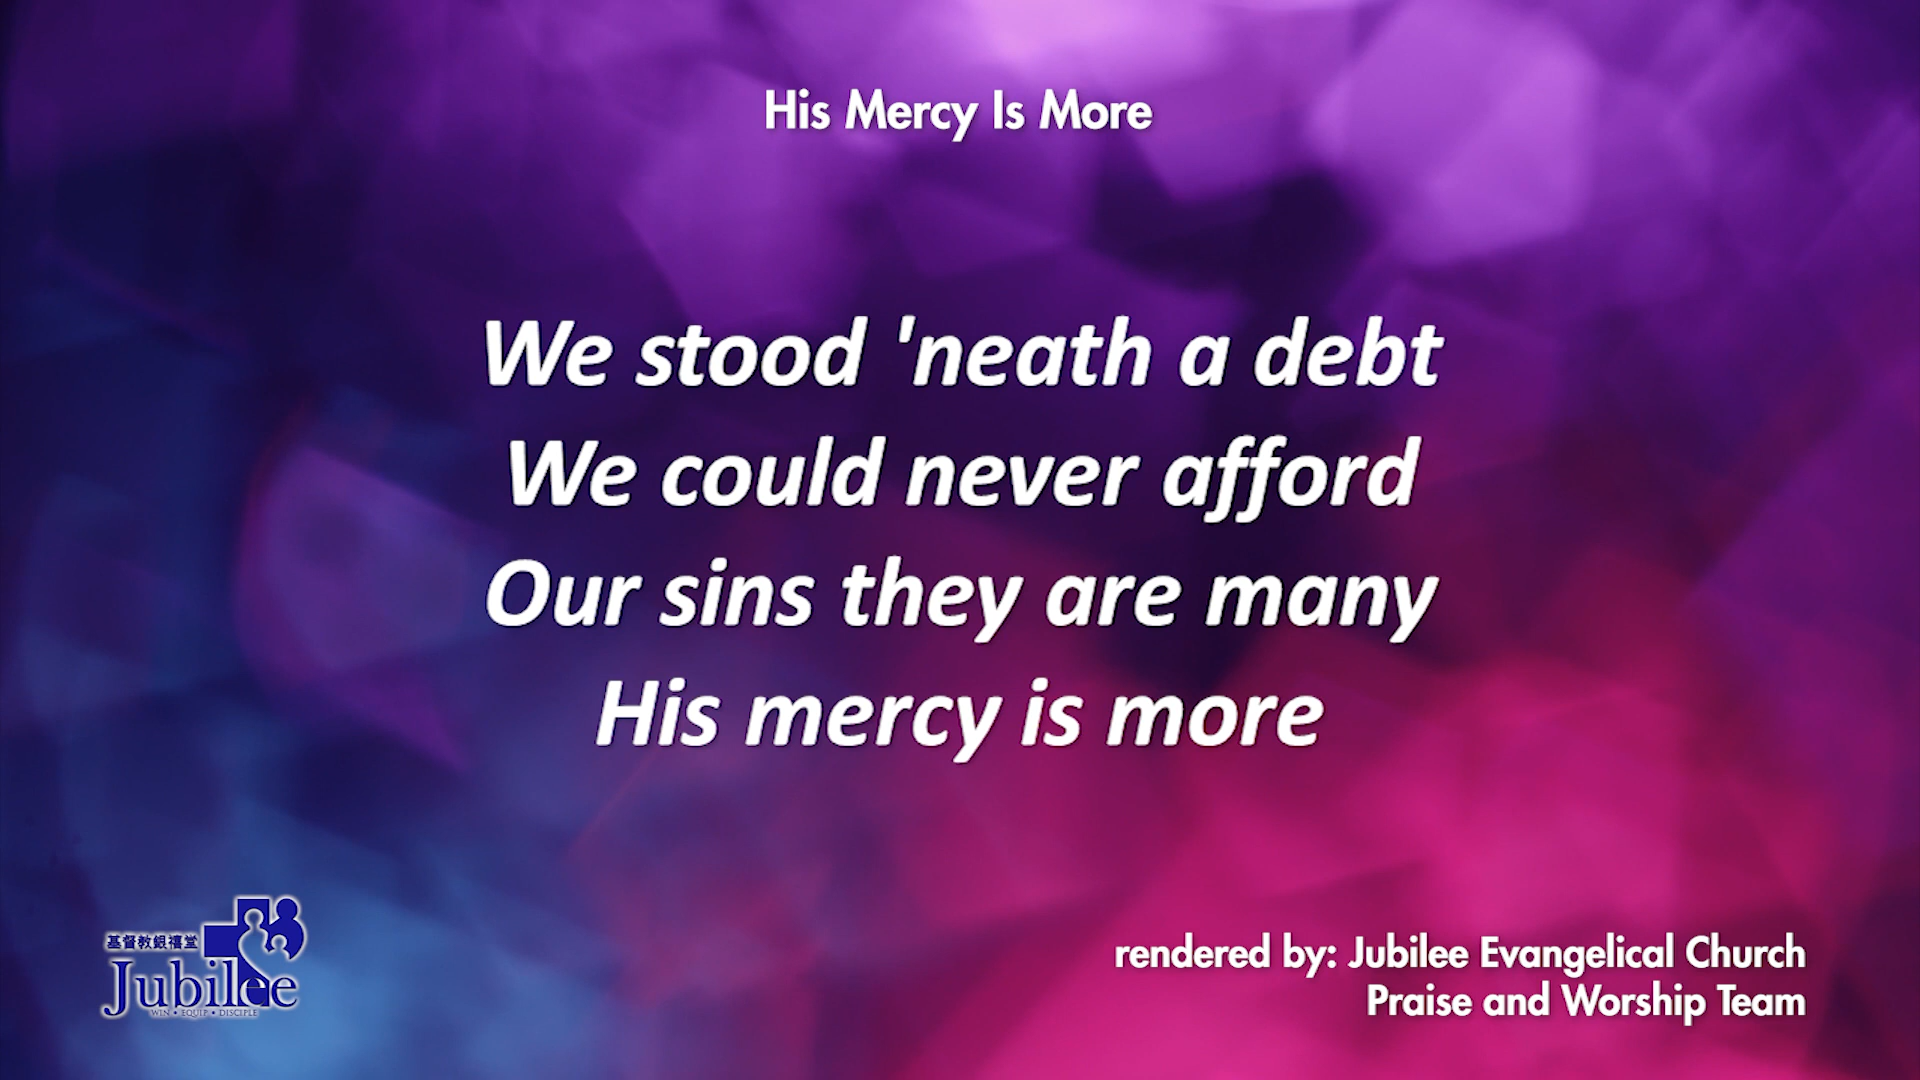 His Mercy Is More
We stood 'neath a debt
We could never afford
Our sins they are many
His mercy is more
基督教銀禧堂
Jubilee
WIN • EQUIP • DISCIPLE
rendered by: Jubilee Evangelical Church
Praise and Worship Team